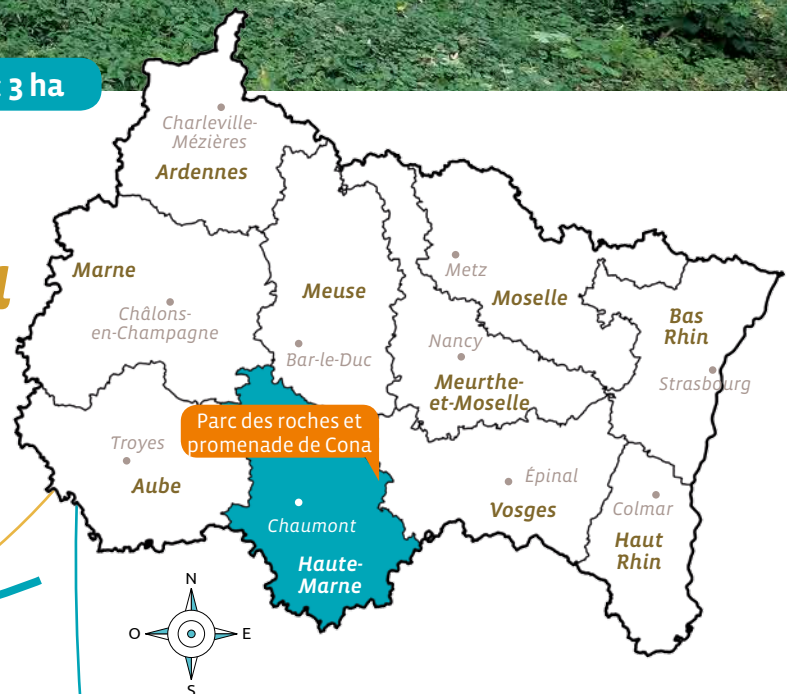 3 ha
Charleville-
Mézières
Ardennes
Marne
Châlons-
en-Champagne
Meuse
Bar-le-Duc
Metz
Moselle
Nancy
Meurthe-
et-Moselle
Bas
Rhin
Strasbourg
Parc des roches et
promenade de Cona
Troyes
Aube
Chaumont
Haute-
Marne
Épinal
Vosges
Colmar
Haut
Rhin
N
O
E
S